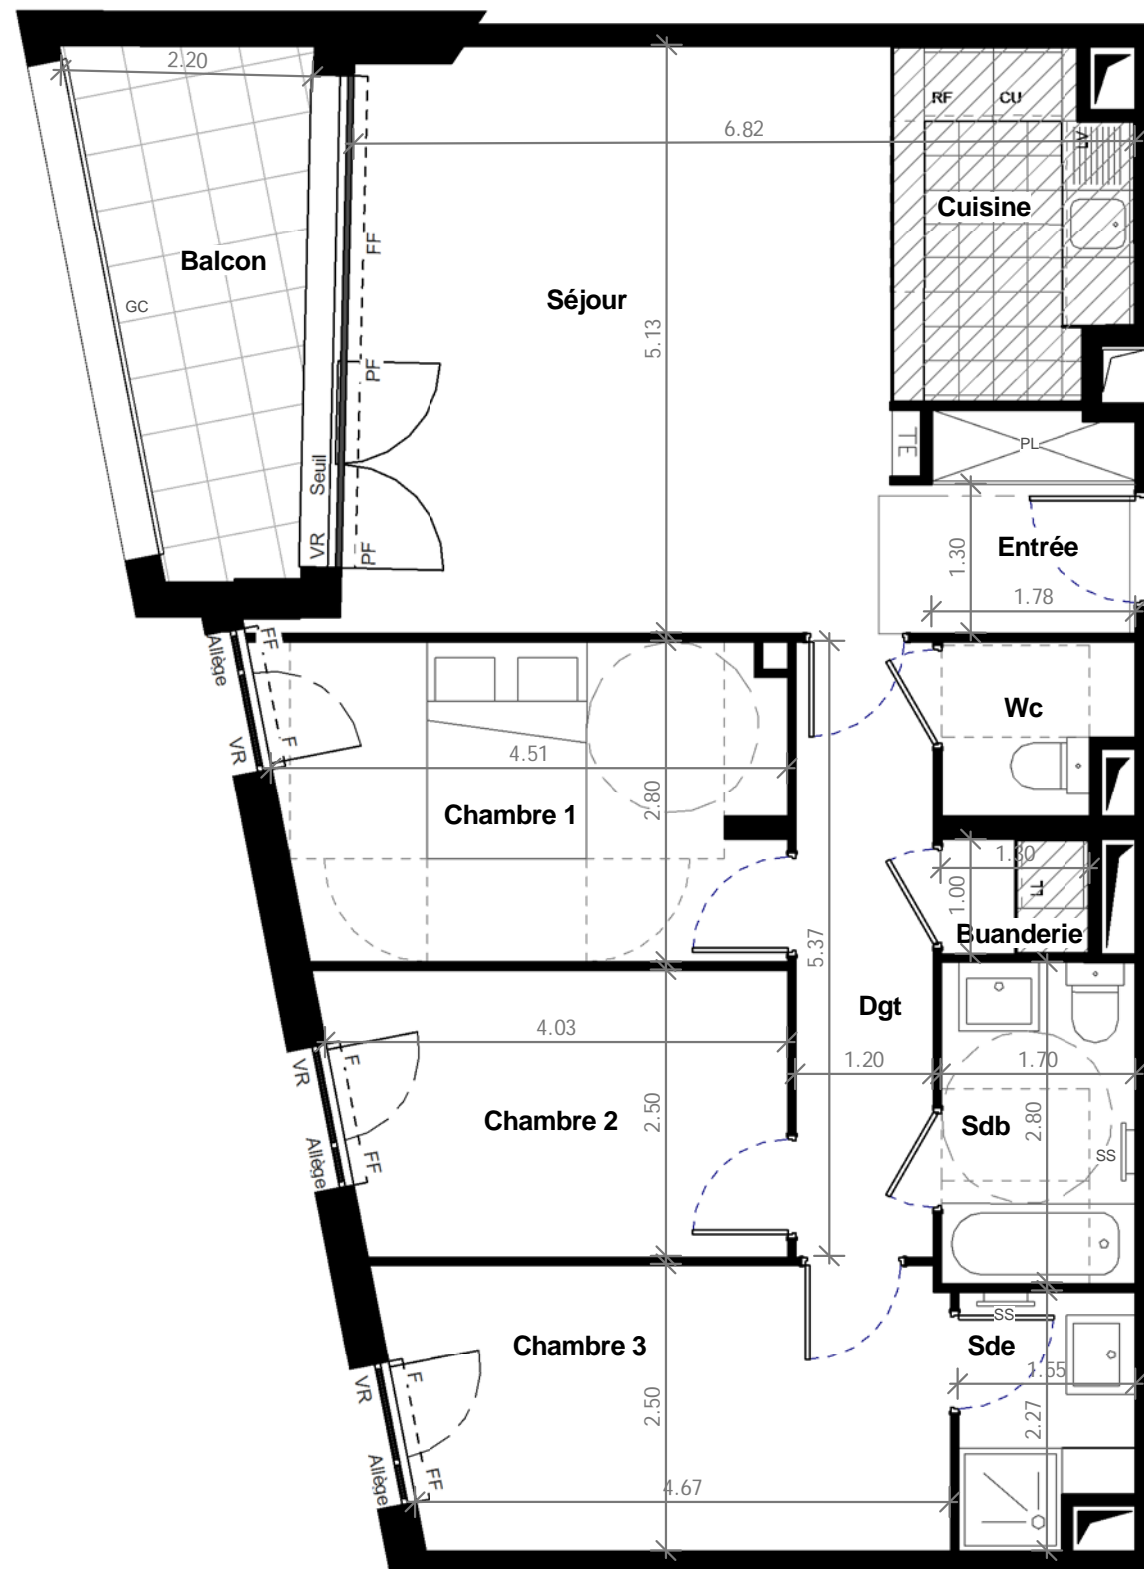 2.20
RF
CU
6.82
AL
Cuisine
FF
Balcon
GC
Séjour
5.13
PF
TE
PL
Seuil
VR
PF
Entrée
1.30
1.78
FF
Allège
VR
F.
Wc
4.51
2.80
Chambre 1
1.30
1.00
TL
Buanderie
5.37
Dgt
4.03
VR
F.
1.20
1.70
Chambre 2
2.50
Sdb
2.80
SS
Allège
FF
SS
Chambre 3
Sde
1.55
VR
F.
2.50
2.27
Allège
FF
4.67